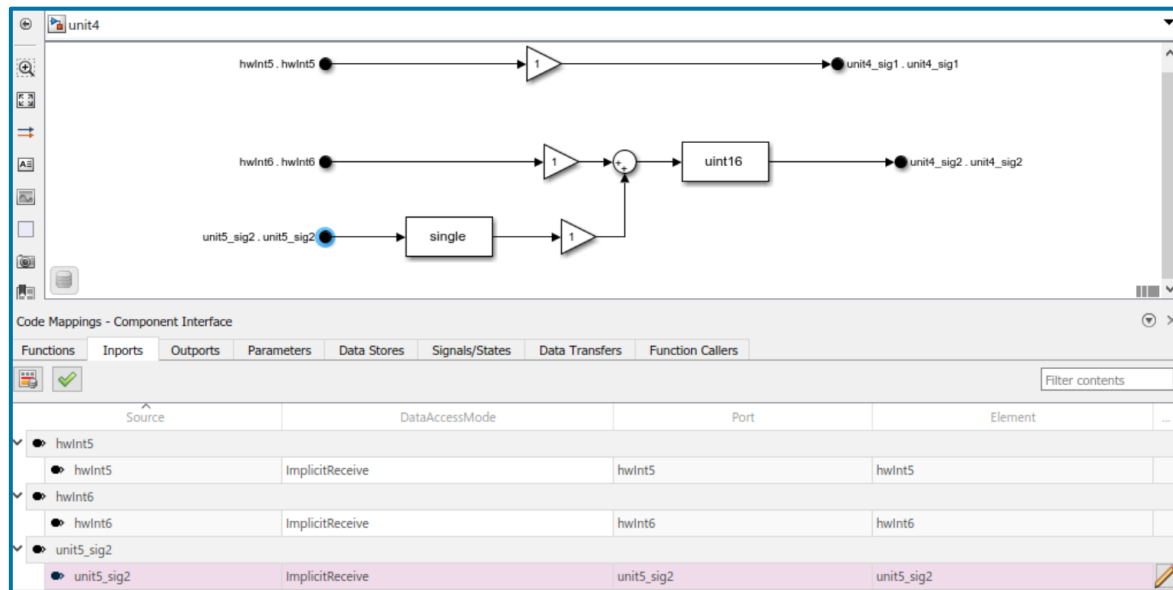 unit4
hwInt5 . hwInt5
1
unit4_sig1 . unit4_sig1
hwInt6 . hwInt6
1
+
+
uint16
unit4_sig2 . unit4_sig2
unit5_sig2 . unit5_sig2
single
1
Code Mappings - Component Interface
Functions Inports Outports Parameters Data Stores Signals/States Data Transfers Function Callers
Filter contents
Source DataAccessMode Port Element ...
hwInt5
hwInt5 ImplicitReceive hwInt5 hwInt5
hwInt6
hwInt6 ImplicitReceive hwInt6 hwInt6
unit5_sig2
unit5_sig2 ImplicitReceive unit5_sig2 unit5_sig2